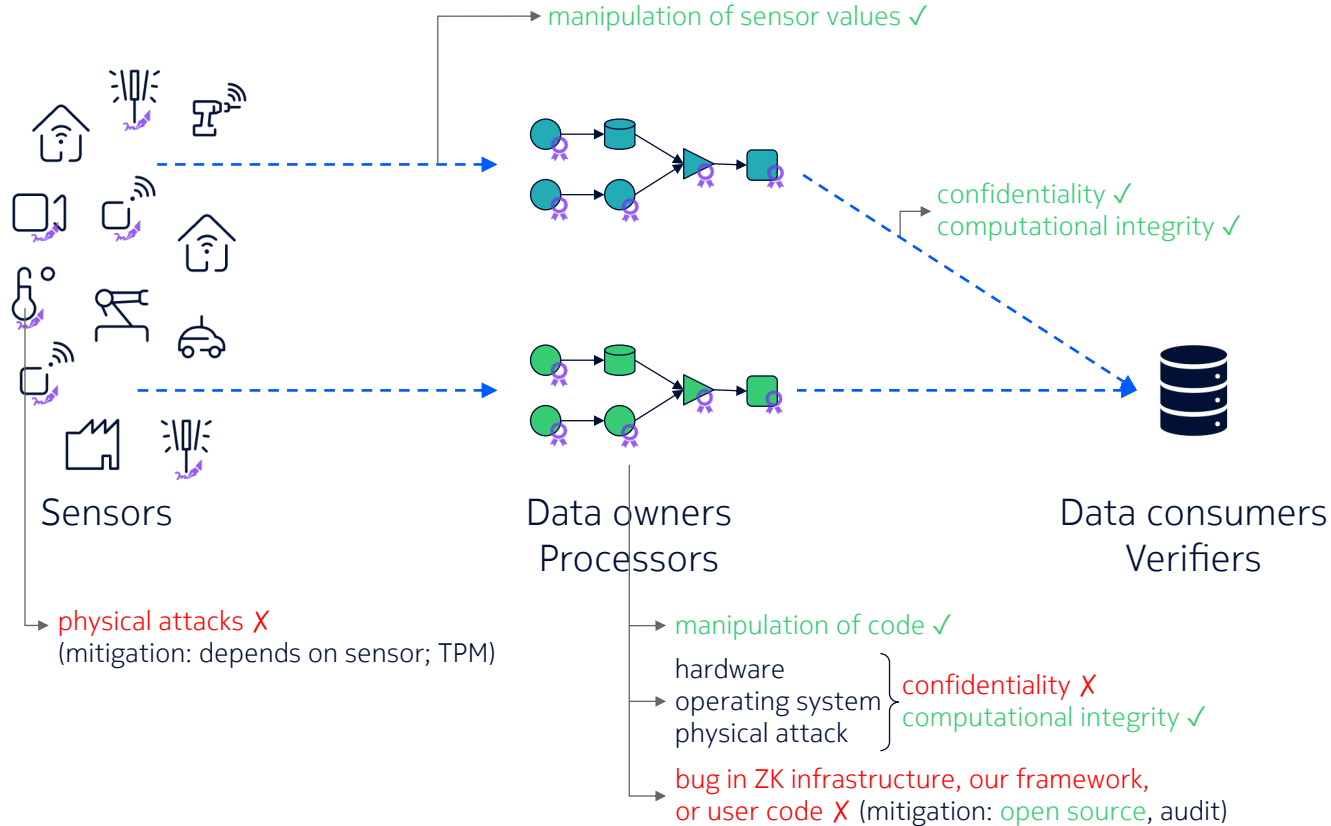 manipulation of sensor values ✓
confidentiality ✓
computational integrity ✓
Sensors
Data owners
Processors
Data consumers
Verifiers
physical attacks ✗
(mitigation: depends on sensor; TPM)
manipulation of code ✓
hardware
operating system
physical attack
confidentiality ✗
computational integrity ✓
bug in ZK infrastructure, our framework,
or user code ✗ (mitigation: open source, audit)